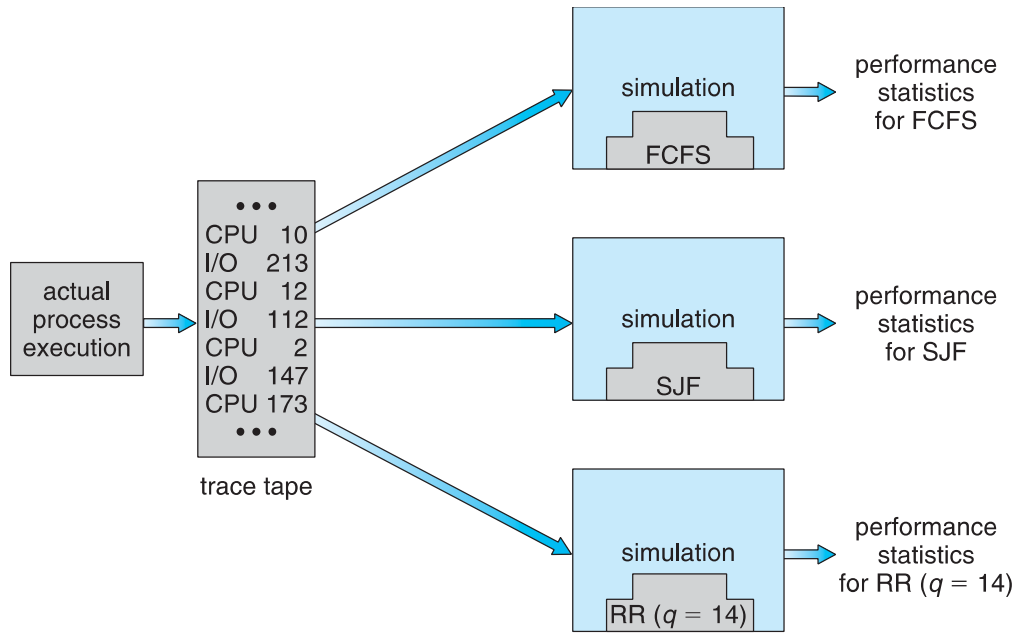 actual
process
execution
• • •
CPU 10
I/O 213
CPU 12
I/O 112
CPU 2
I/O 147
CPU 173
• • •
trace tape
simulation
FCFS
performance
statistics
for FCFS
simulation
SJF
performance
statistics
for SJF
simulation
RR (q = 14)
performance
statistics
for RR (q = 14)